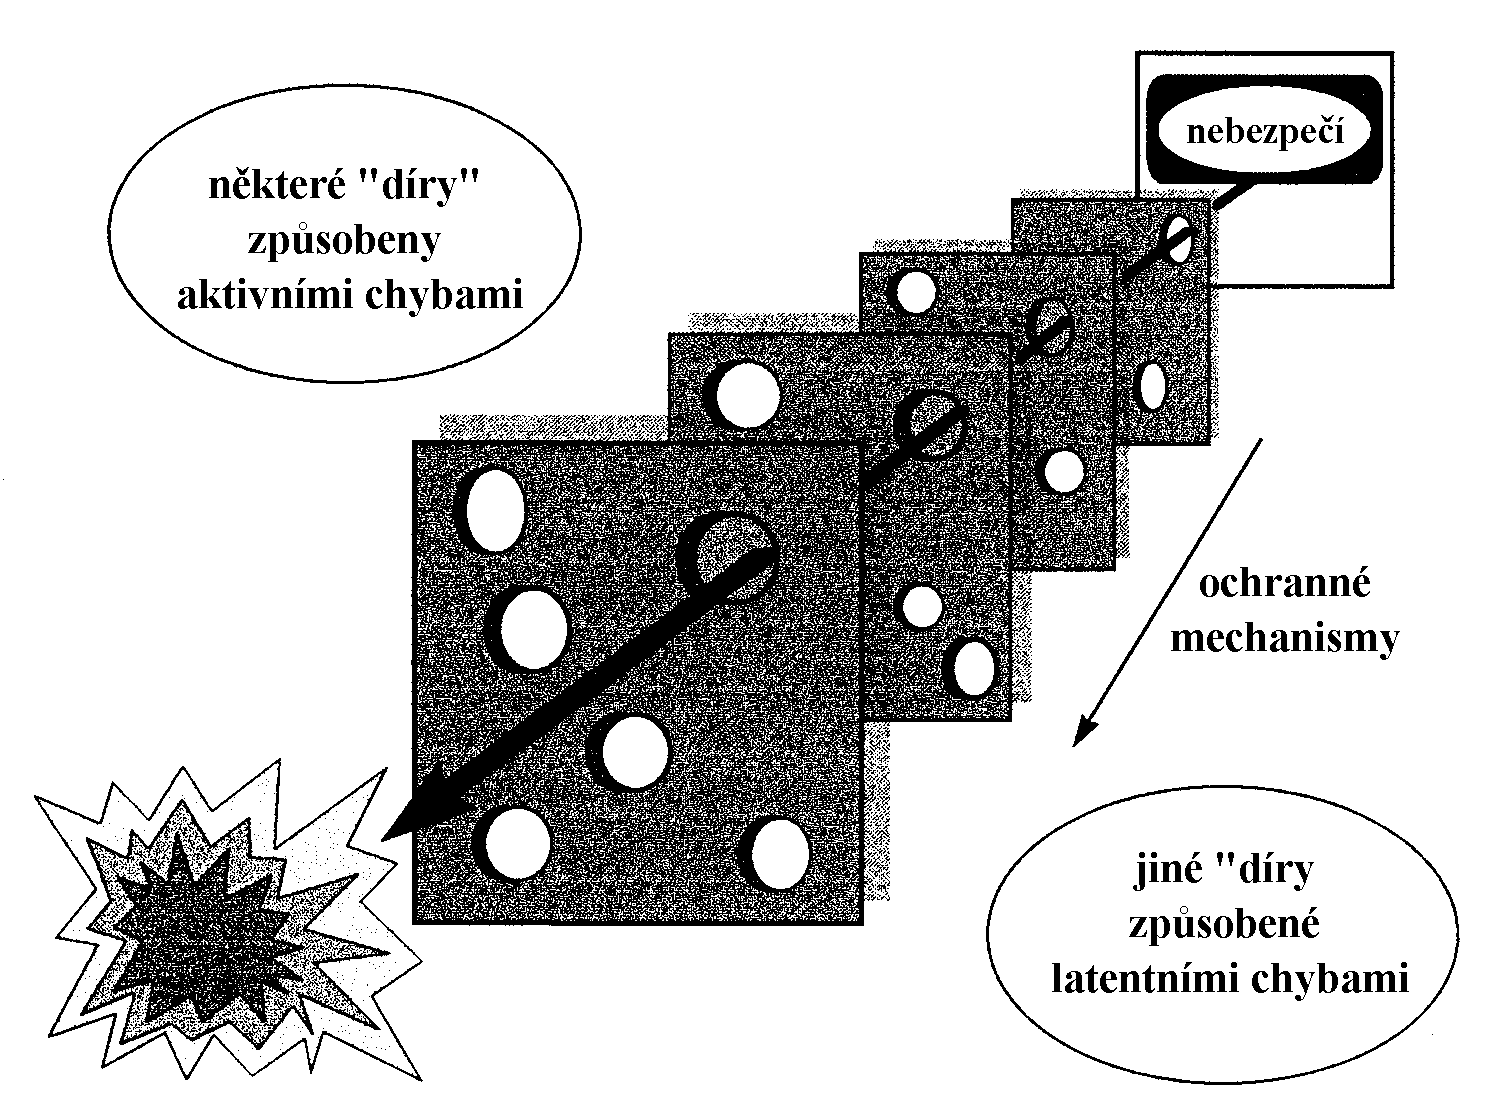 nebezpečí
některé "díry"
způsobeny
aktivními chybami
ochranné
mechanismy
jiné "díry
způsobené
latentními chybami